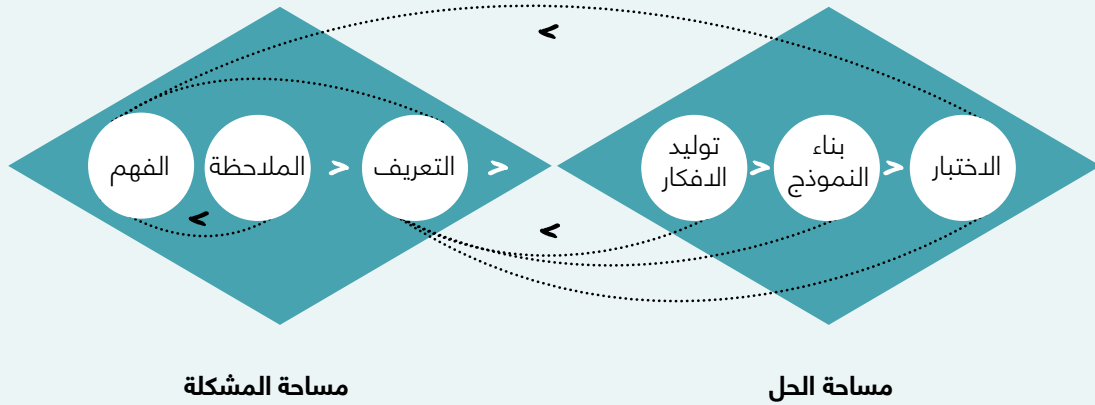 الفهم
الملاحظة
التعريف
توليد
الافكار
بناء
النموذج
الاختبار
مساحة المشكلة
مساحة الحل